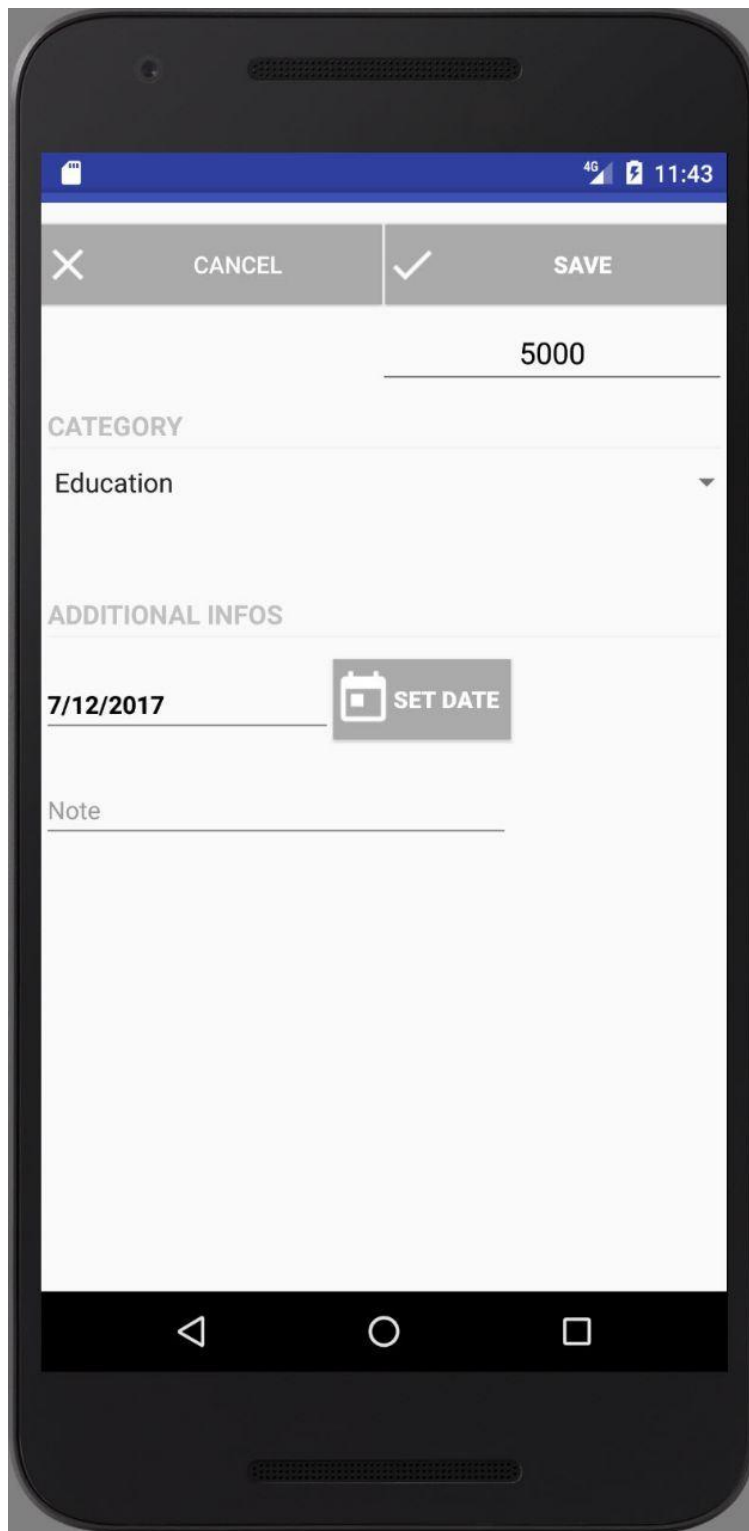 4G 11:43
CANCEL SAVE
5000
CATEGORY
Education
ADDITIONAL INFOS
7/12/2017 SET DATE
Note